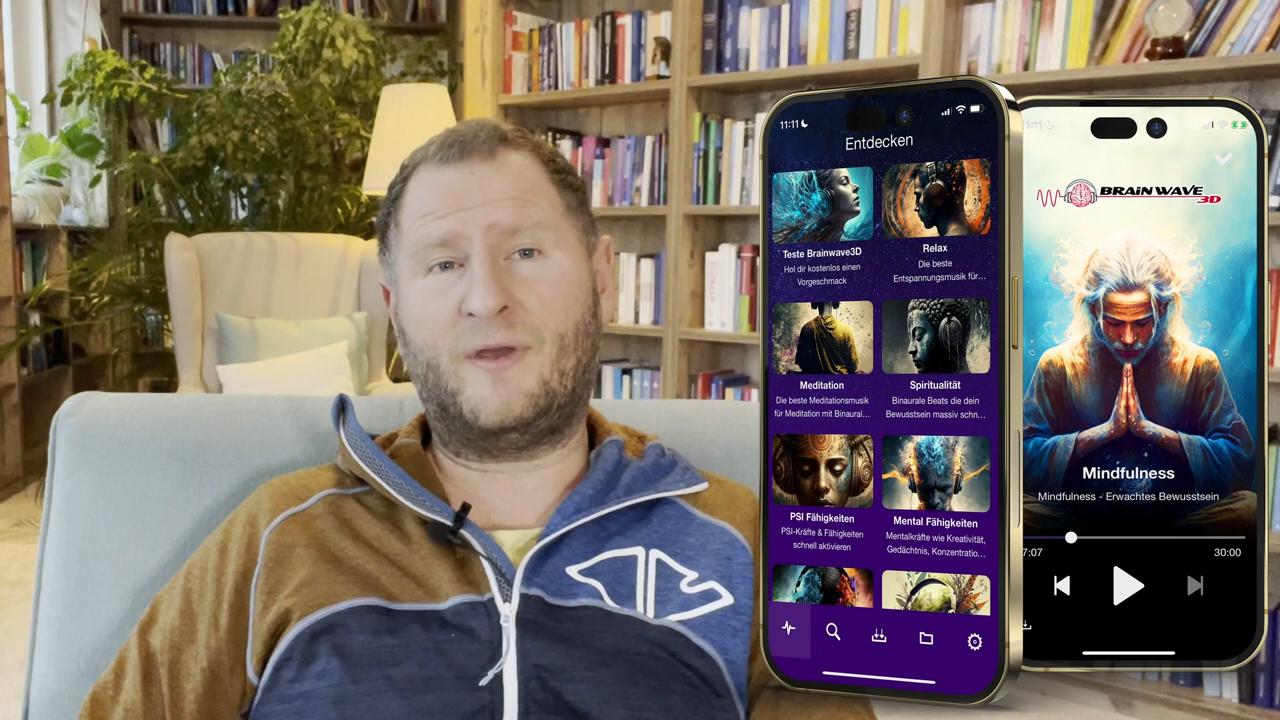 11:11
Entdecken
Teste Brainwave3D
Hol dir kostenlos einen
Vorgeschmack
Relax
Die beste
Entspannungsmusik für...
Meditation
Die beste Meditationsmusik
für Meditation mit Binaural...
Spiritualität
Binaurale Beats die dein
Bewusstsein massiv schn...
PSI Fähigkeiten
PSI-Kräfte & Fähigkeiten
schnell aktivieren
Mental Fähigkeiten
Mentalkräfte wie Kreativität,
Gedächtnis, Konzentratio...
11:11
BRAIN WAVE
3D
Mindfulness
Mindfulness - Erwachtes Bewusstsein
7:07
30:00